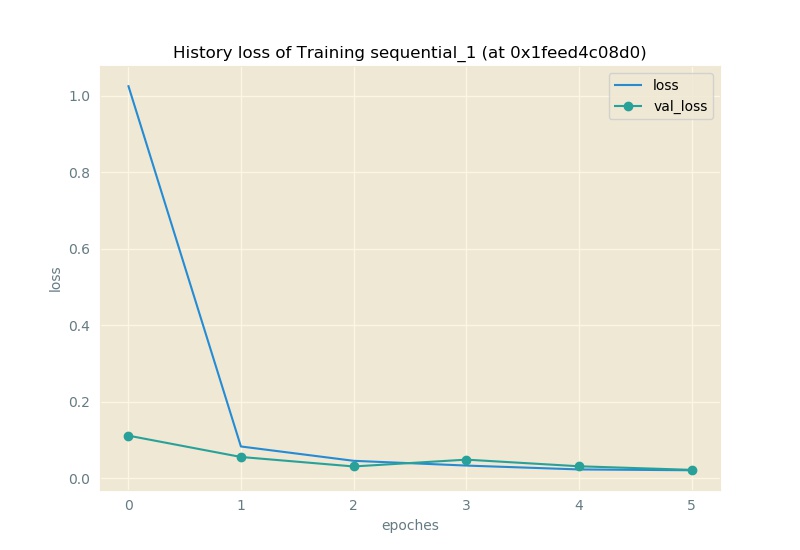 History loss of Training sequential_1 (at 0x1feed4c08d0)
loss
val_loss
1.0
0.8
0.6
0.4
0.2
0.0
loss
0 1 2 3 4 5
epoches